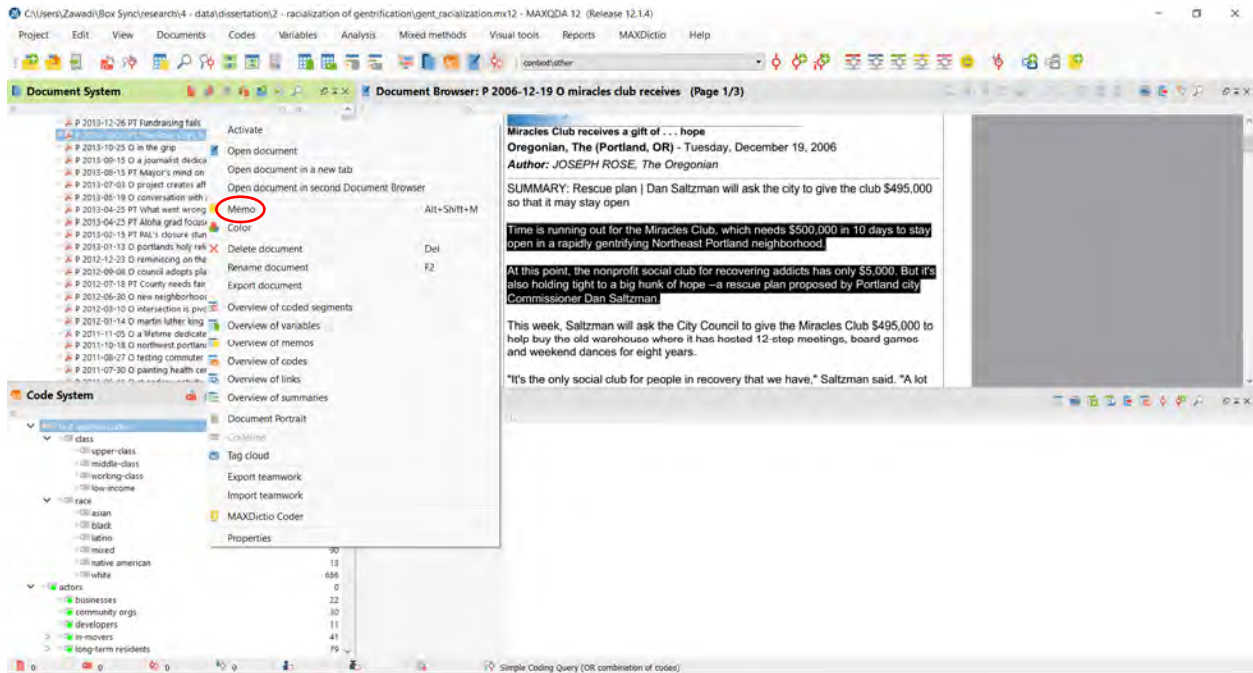 C:\Users\Zawadi\Box Sync\research\4 - data\dissertation\2 - racialization of gentrification\gent_racialization.mx12 - MAXQDA 12 (Release 12.1.4)
Project Edit View Documents Codes Variables Analysis Mixed methods Visual tools Reports MAXDictio Help
context\other
Document System
Document Browser: P 2006-12-19 O miracles club receives (Page 1/3)
P 2013-12-26 PT Fundraising fails
P 2013-10-25 O in the grip
P 2013-09-15 O a journalist dedica
P 2013-08-15 PT Mayor's mind on
P 2013-07-03 O project creates aff
P 2013-05-19 O conversation with
P 2013-04-25 PT What went wrong
P 2013-04-25 PT Aloha grad focuse
P 2013-02-15 PT PAL's closure stun
P 2013-01-13 O portlands holy reli
P 2012-12-23 O reminiscing on the
P 2012-09-08 O council adopts pla
P 2012-07-18 PT County needs fair
P 2012-06-30 O new neighborhood
P 2012-03-10 O intersection is pivo
P 2012-01-14 O martin luther king
P 2011-11-05 O a lifetime dedicate
P 2011-10-18 O northwest portland
P 2011-08-27 O testing commuter
P 2011-07-30 O painting health cer
Activate
Open document
Open document in a new tab
Open document in second Document Browser
Memo Alt+Shift+M
Color
Delete document Del
Rename document F2
Export document
Overview of coded segments
Overview of variables
Overview of memos
Overview of codes
Overview of links
Overview of summaries
Document Portrait
Codeline
Tag cloud
Export teamwork
Import teamwork
MAXDictio Coder
Properties
Miracles Club receives a gift of . . . hope
Oregonian, The (Portland, OR) - Tuesday, December 19, 2006
Author: JOSEPH ROSE, The Oregonian
SUMMARY: Rescue plan | Dan Saltzman will ask the city to give the club $495,000
so that it may stay open
Time is running out for the Miracles Club, which needs $500,000 in 10 days to stay
open in a rapidly gentrifying Northeast Portland neighborhood.
At this point, the nonprofit social club for recovering addicts has only $5,000. But it's
also holding tight to a big hunk of hope --a rescue plan proposed by Portland city
Commissioner Dan Saltzman.
This week, Saltzman will ask the City Council to give the Miracles Club $495,000 to
help buy the old warehouse where it has hosted 12-step meetings, board games
and weekend dances for eight years.
"It's the only social club for people in recovery that we have," Saltzman said. "A lot
Code System
class
upper-class
middle-class
working-class
low-income
race
asian
black
latino
mixed 90
native american 13
white 656
actors 0
businesses 22
community orgs 30
developers 11
in-movers 41
long-term residents 79
0 0 0 0 1
Simple Coding Query (OR combination of codes)